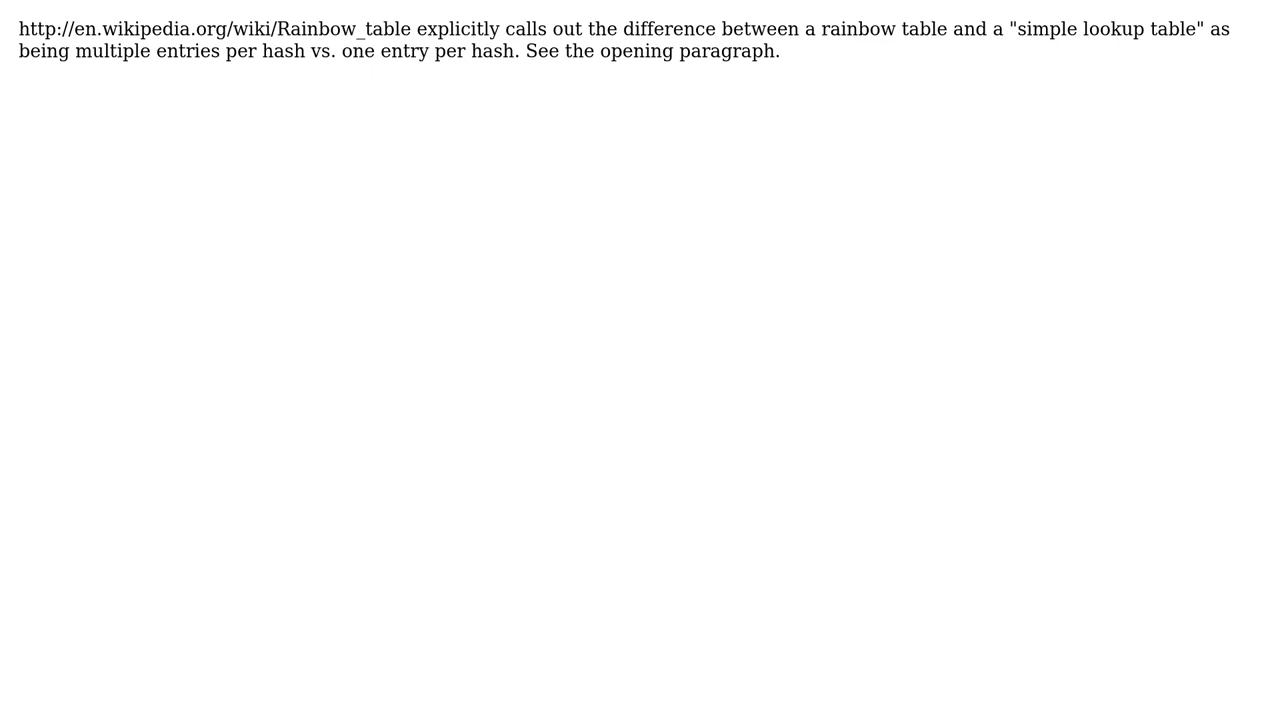 http://en.wikipedia.org/wiki/Rainbow_table explicitly calls out the difference between a rainbow table and a "simple lookup table" as
being multiple entries per hash vs. one entry per hash. See the opening paragraph.